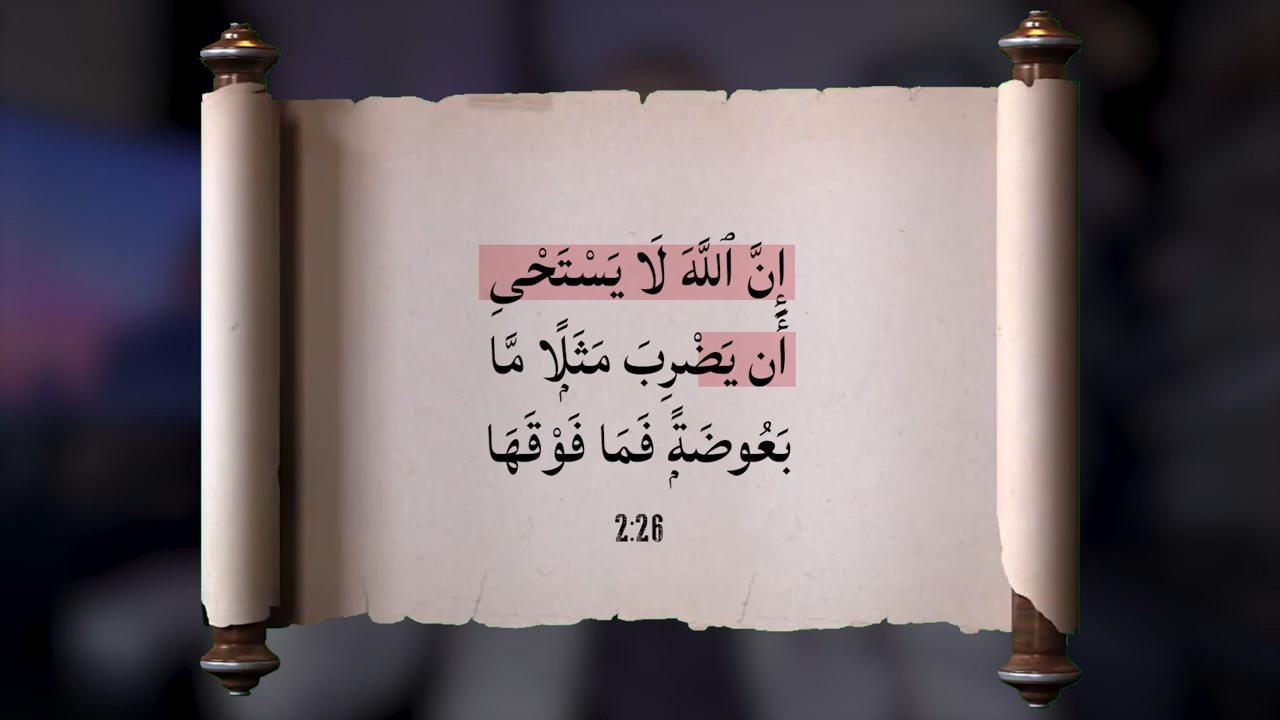 إِنَّ ٱللَّهَ لَا يَسْتَحْىِ
أَن يَضْرِبَ مَثَلًۭا مَّا
بَعُوضَةًۭ فَمَا فَوْقَهَا
2:26